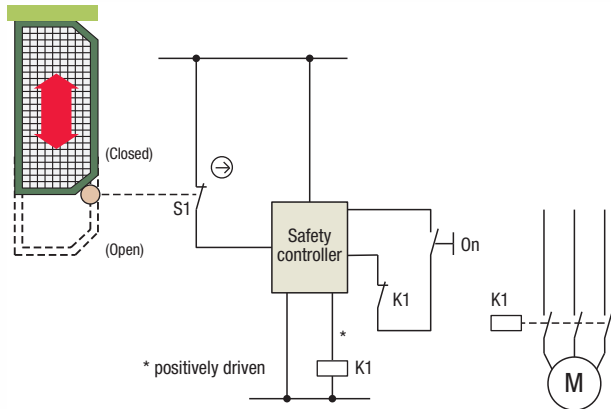 (Closed)
S1
(Open)
Safety
controller
On
K1
*
* positively driven
K1
K1
M